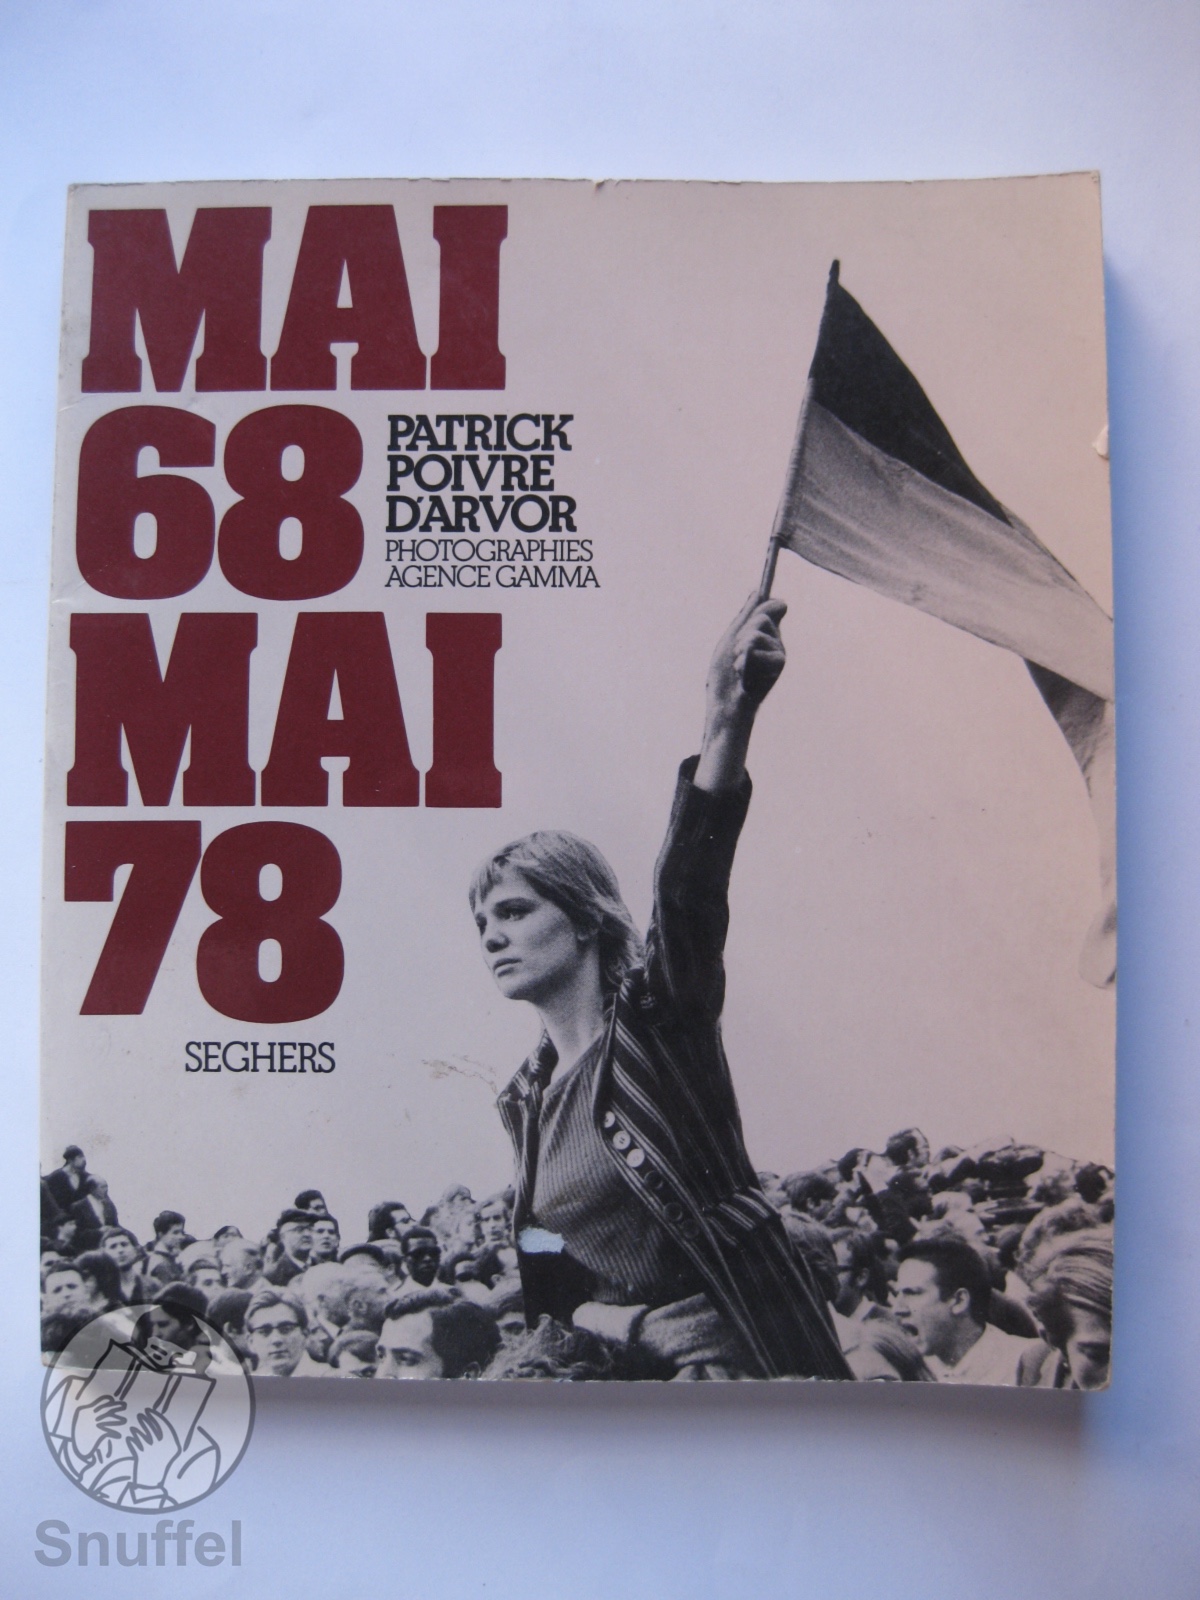 MAI
68
PATRICK
POIVRE
D'ARVOR
PHOTOGRAPHIES
AGENCE GAMMA
MAI
78
SEGHERS
Snuffel